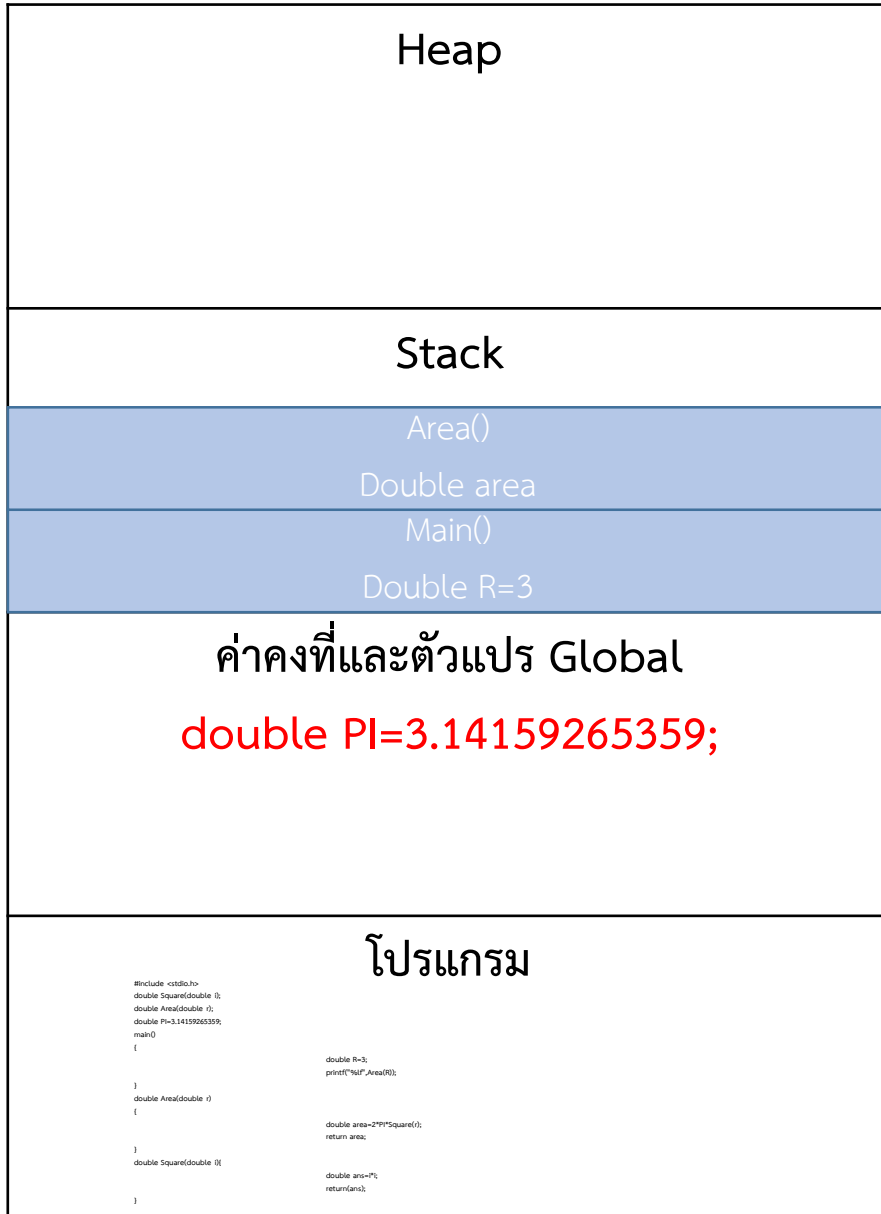 Heap
Stack
Area()
Double area
Main()
Double R=3
ค่าคงที่และตัวแปร Global
double PI=3.14159265359;
โปรแกรม
#include <stdio.h>
double Square(double i);
double Area(double r);
double PI=3.14159265359;
main()
{
double R=3;
printf("%lf",Area(R));
}
double Area(double r)
{
double area=2*PI*Square(r);
return area;
}
double Square(double i){
double ans=i*i;
return(ans);
}